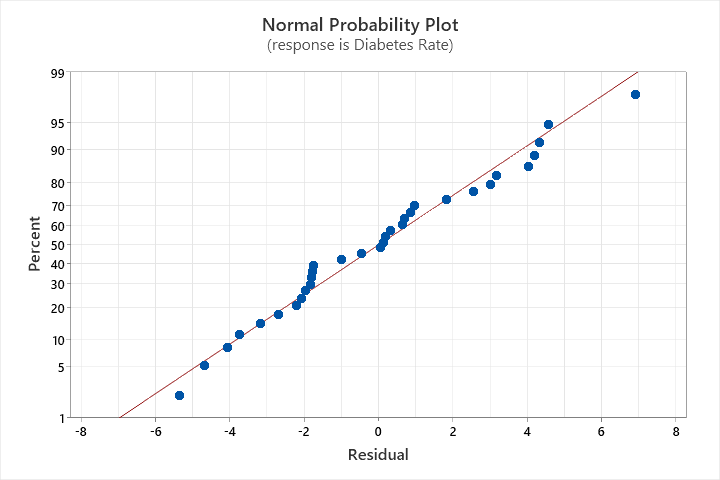 Normal Probability Plot
(response is Diabetes Rate)
99
95
90
80
70
60
50
40
30
20
10
5
1
Percent
-8 -6 -4 -2 0 2 4 6 8
Residual